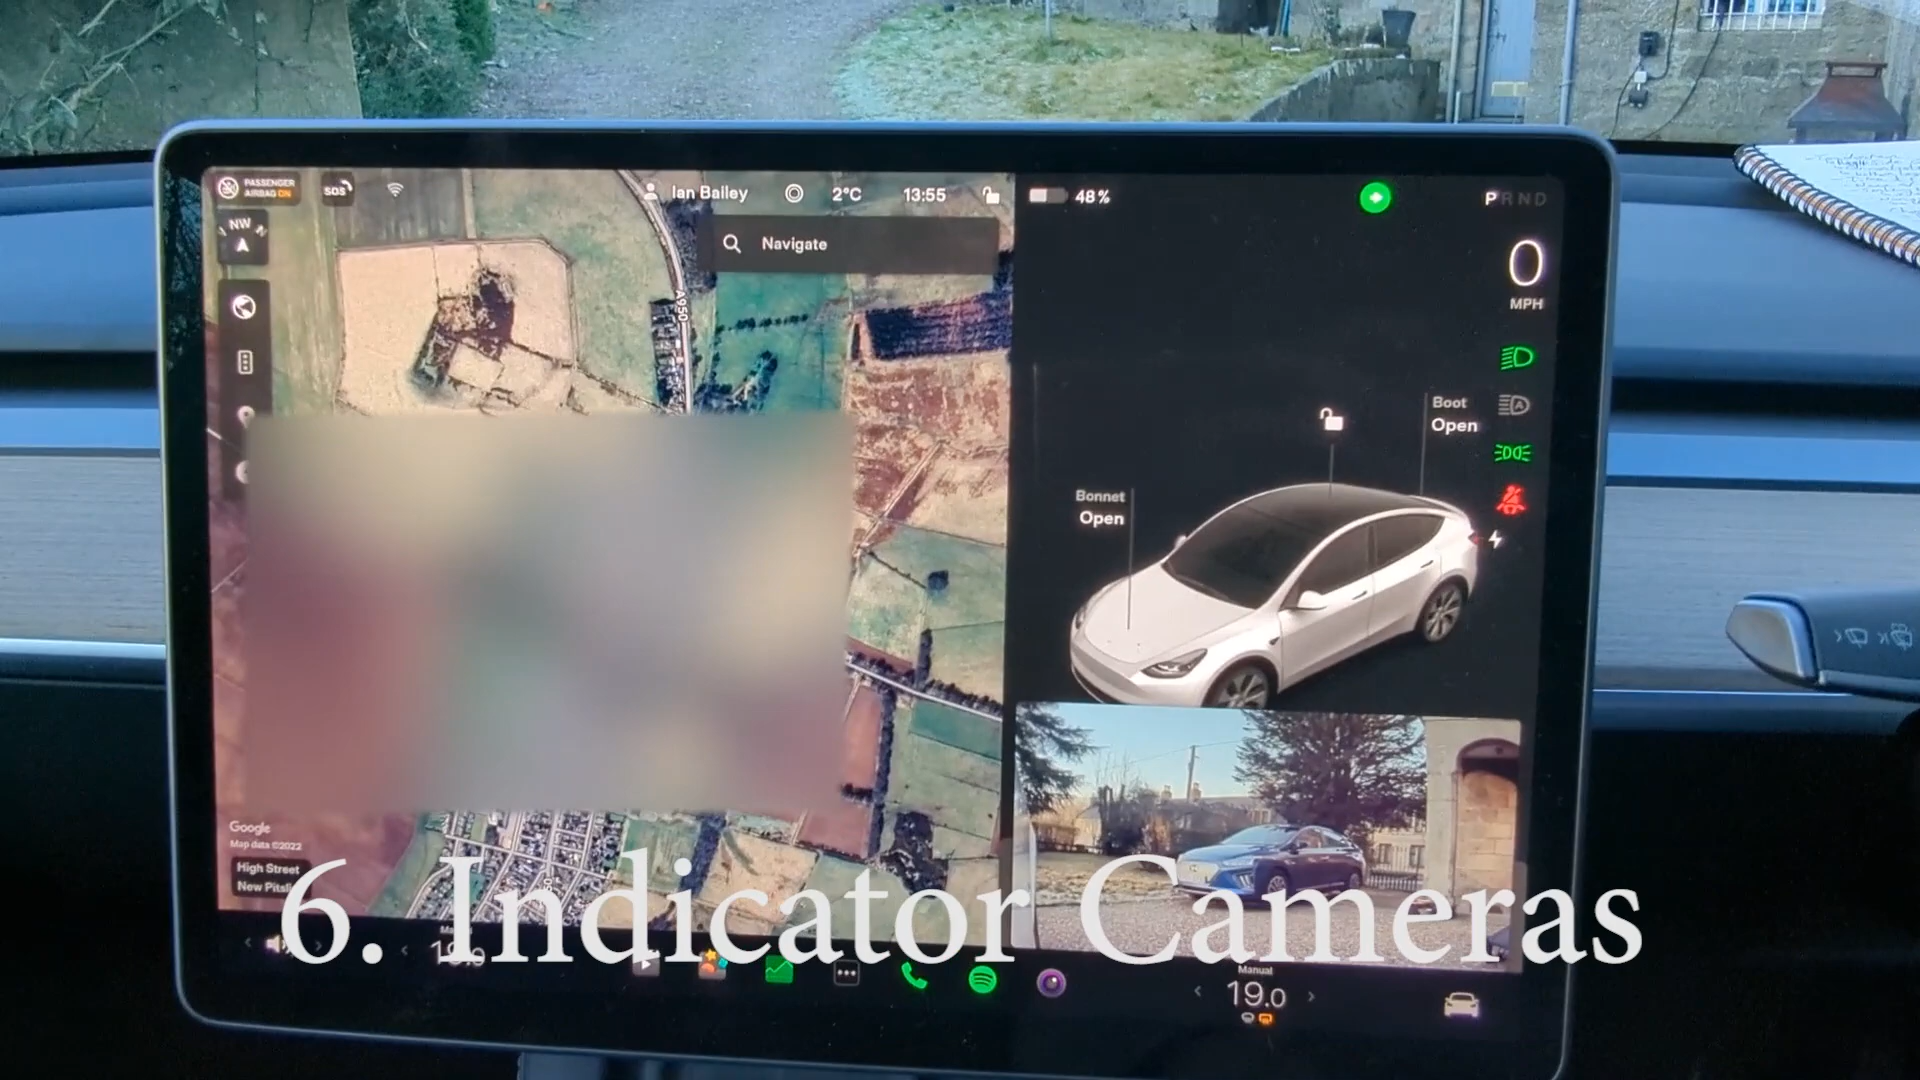 PASSENGER
AIRBAG ON
SOS
Ian Bailey
2°C
13:55
48 %
P R N D
NW
Navigate
0
MPH
A950
Boot
Open
Bonnet
Open
Google
Map data ©2022
High Street
6. Indicator Cameras
Manual
19.0